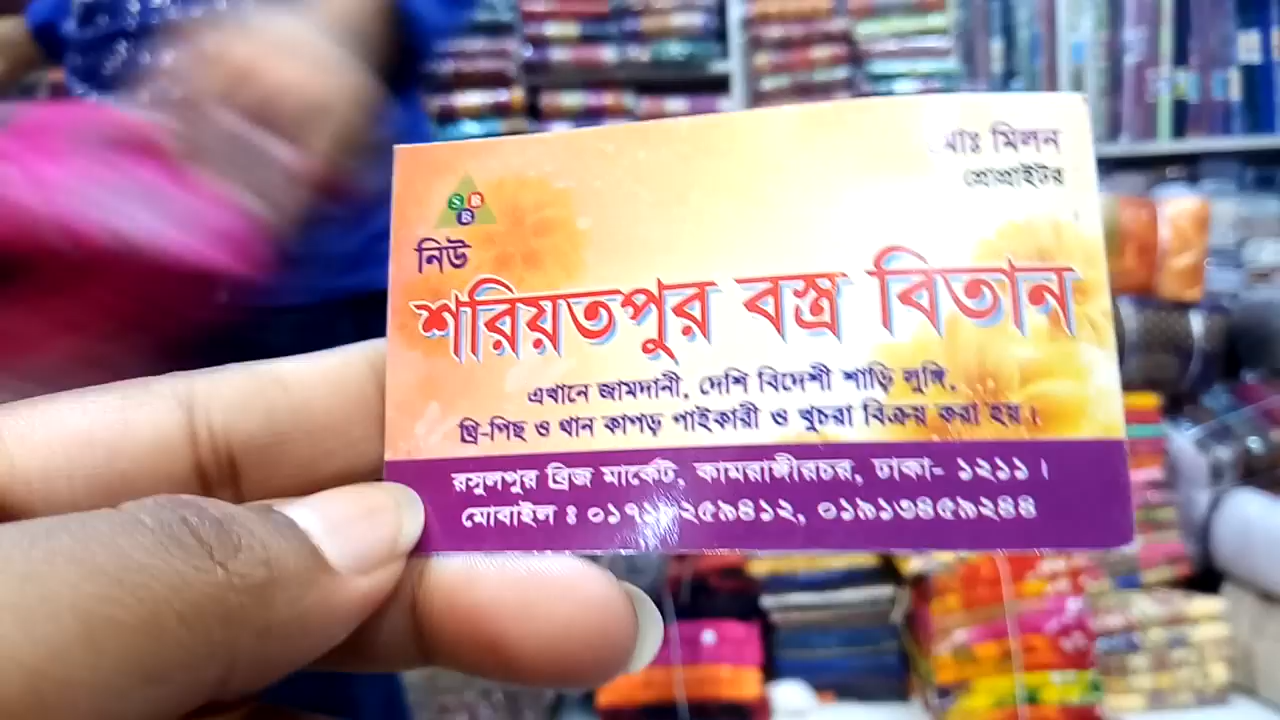 মোঃ মিলন
প্রোপ্রাইটর
S B B
নিউ
শরিয়তপুর বস্ত্র বিতান
এখানে জামদানী, দেশি বিদেশী শাড়ি লুঙ্গি,
থ্রি-পিছ ও থান কাপড় পাইকারী ও খুচরা বিক্রয় করা হয়।
রসুলপুর ব্রিজ মার্কেট, কামরাঙ্গীরচর, ঢাকা- ১২১১।
মোবাইল ঃ ০১৯১৩৪৫৯২৪৪